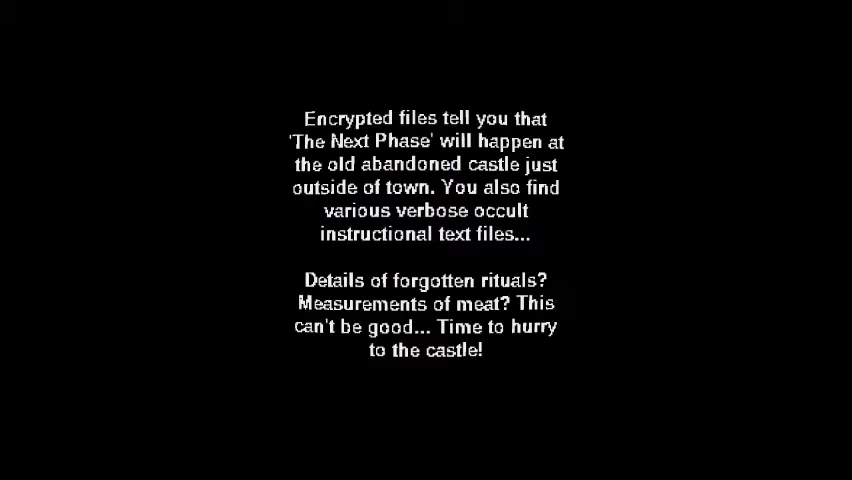 Encrypted files tell you that
'The Next Phase' will happen at
the old abandoned castle just
outside of town. You also find
various verbose occult
instructional text files...
Details of forgotten rituals?
Measurements of meat? This
can't be good... Time to hurry
to the castle!